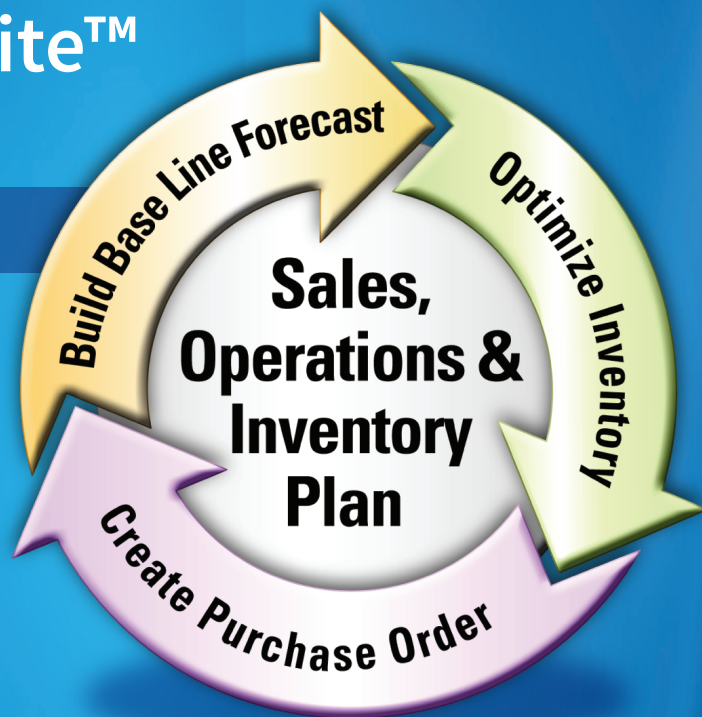 ite™
Build Base Line Forecast
Optimize Inventory
Sales,
Operations &
Inventory
Plan
Create Purchase Order